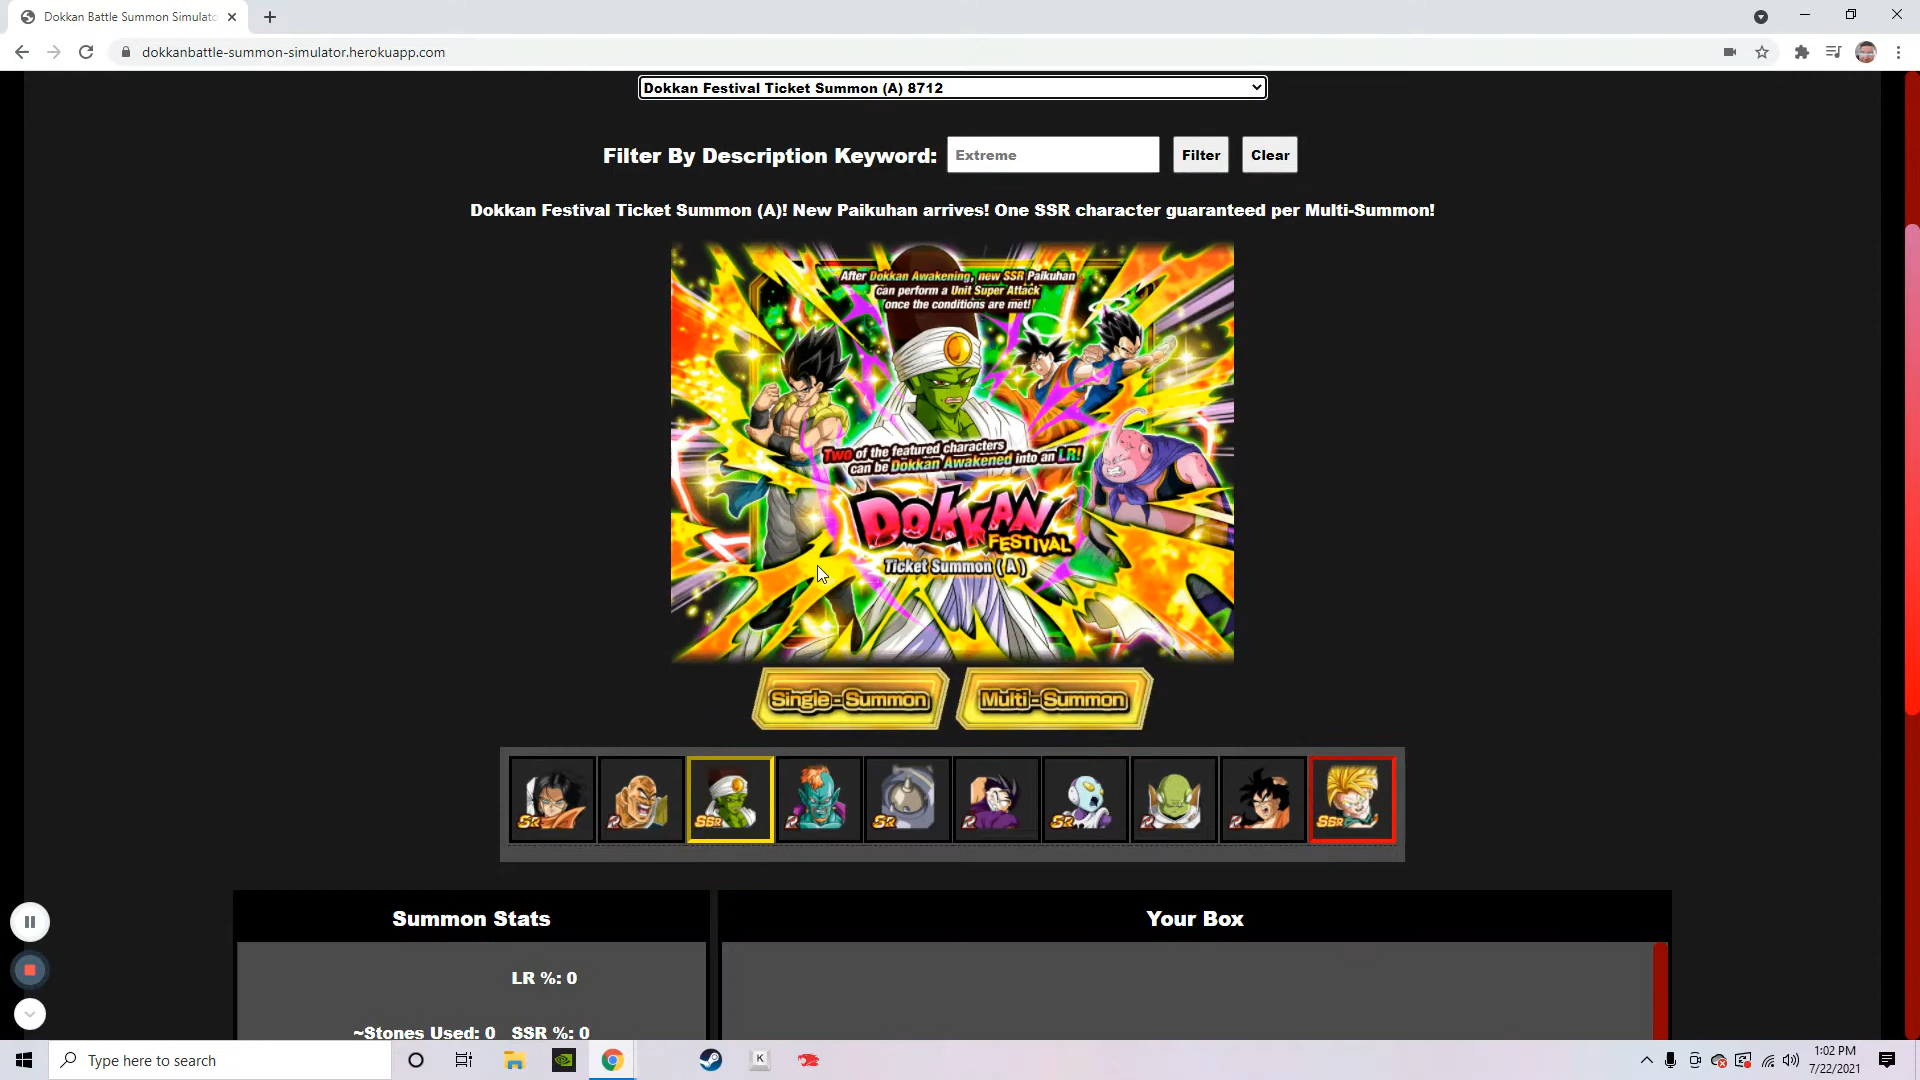 Dokkan Battle Summon Simulato
dokkanbattle-summon-simulator.herokuapp.com
Dokkan Festival Ticket Summon (A) 8712
Filter By Description Keyword: Extreme Filter Clear
Dokkan Festival Ticket Summon (A)! New Paikuhan arrives! One SSR character guaranteed per Multi-Summon!
After Dokkan Awakening, new SSR Paikuhan
can perform a Unit Super Attack
once the conditions are met!
Two of the featured characters
can be Dokkan Awakened into an LR!
DOKKAN
FESTIVAL
Ticket Summon (A)
Single-Summon Multi-Summon
SR R SSR R SR R SR R R SSR
Summon Stats
LR %: 0
~Stones Used: 0 SSR %: 0
Your Box
Type here to search
K
1:02 PM
7/22/2021